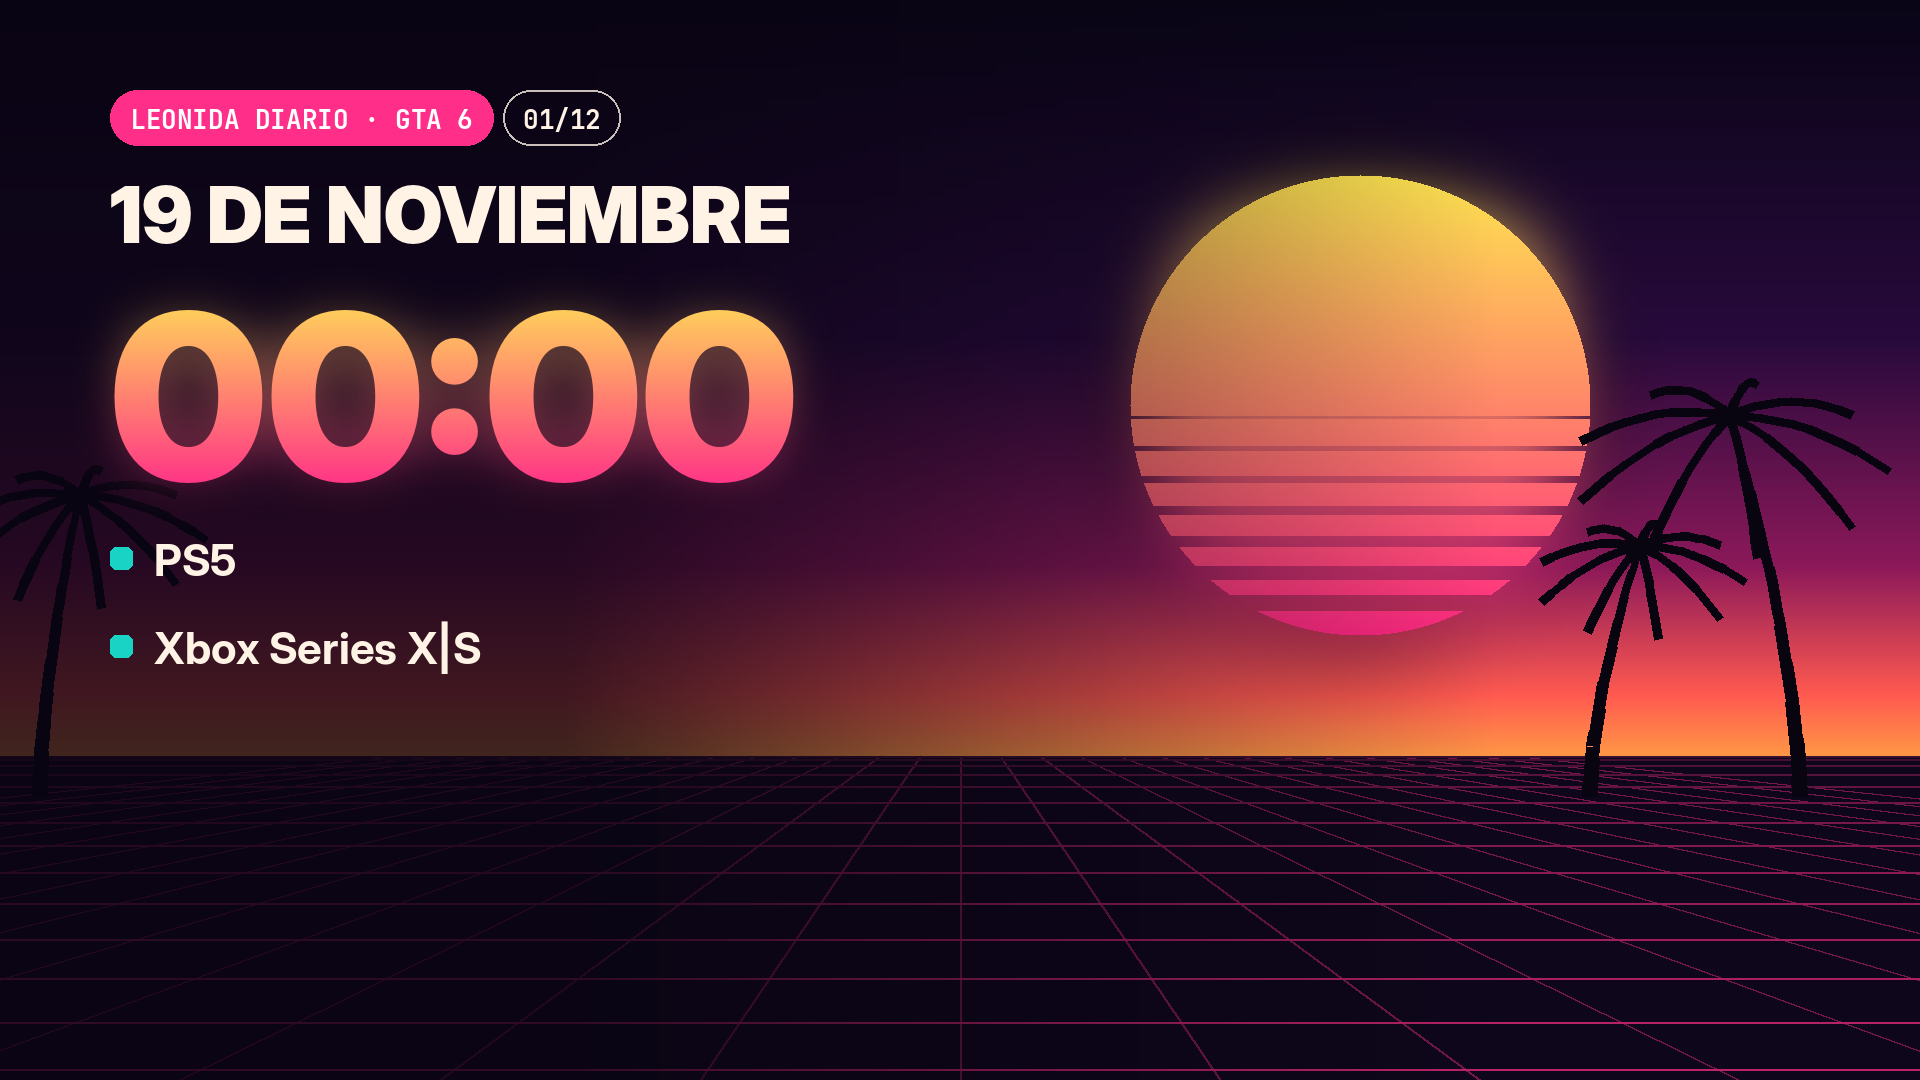 LEONIDA DIARIO · GTA 6 01/12
19 DE NOVIEMBRE
00:00
PS5
Xbox Series X|S